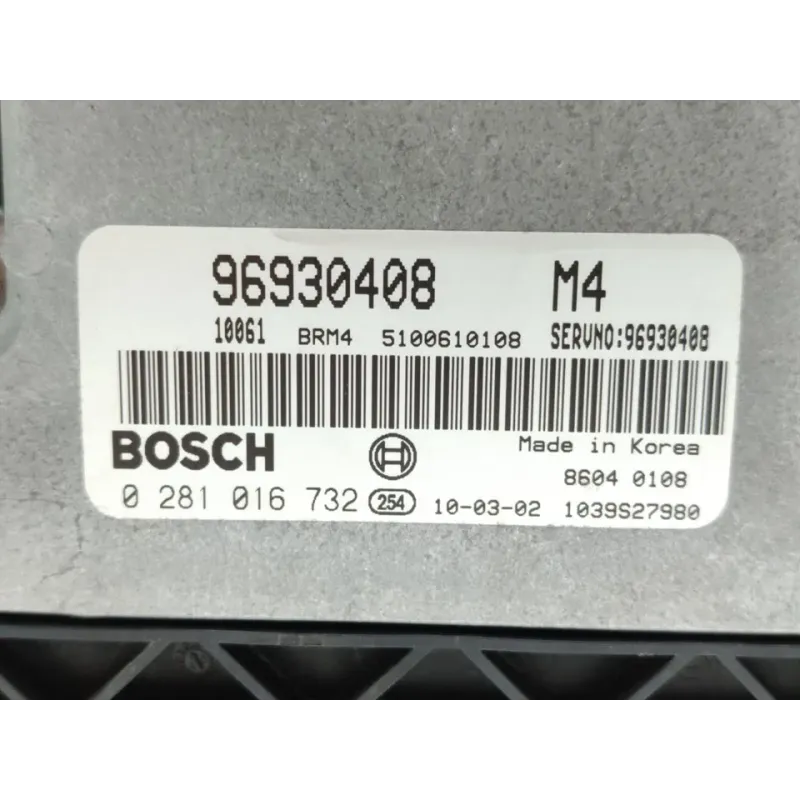 96930408 M4
10061 BRM4 5100610108 SERVNO:96930408
BOSCH Made in Korea
8604 0108
0 281 016 732 254 10-03-02 1039S27980